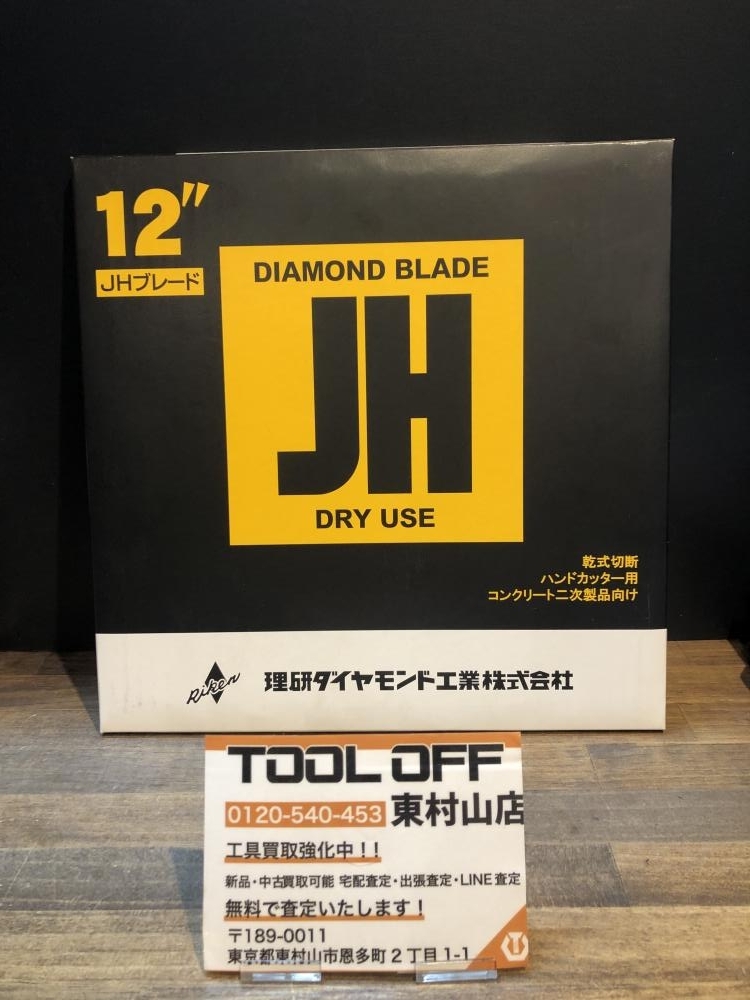 12"
JHブレード
DIAMOND BLADE
JH
DRY USE
乾式切断
ハンドカッター用
コンクリート二次製品向け
Riken
理研ダイヤモンド工業株式会社
TOOL OFF
0120-540-453 東村山店
工具買取強化中!!
新品・中古買取可能 宅配査定・出張査定・LINE査定
無料で査定いたします!
〒189-0011
東京都東村山市恩多町2丁目1-1